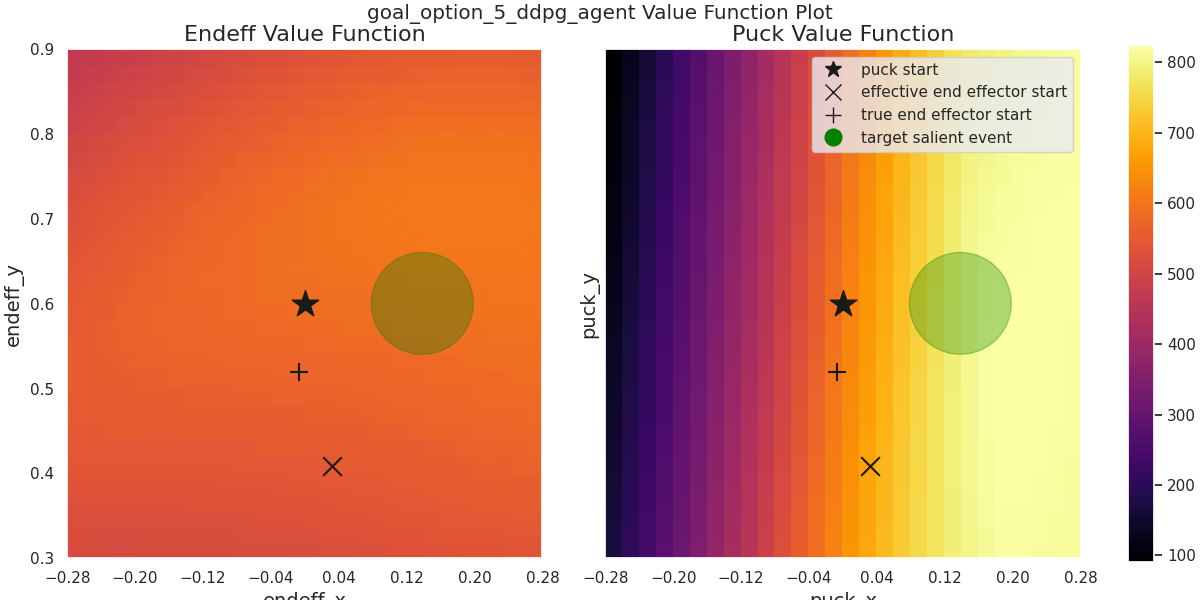 goal_option_5_ddpg_agent Value Function Plot
Endeff Value Function
Puck Value Function
puck start
effective end effector start
true end effector start
target salient event
endeff_y
0.9
0.8
0.7
0.6
0.5
0.4
0.3
−0.28 −0.20 −0.12 −0.04 0.04 0.12 0.20 0.28
endeff_x
puck_y
−0.28 −0.20 −0.12 −0.04 0.04 0.12 0.20 0.28
puck_x
800
700
600
500
400
300
200
100